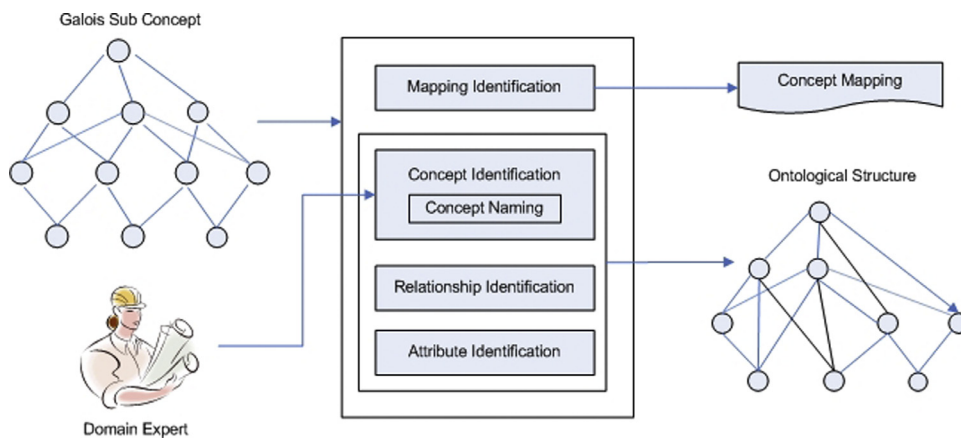 Galois Sub Concept
Mapping Identification
Concept Mapping
Concept Identification
Concept Naming
Ontological Structure
Relationship Identification
Attribute Identification
Domain Expert